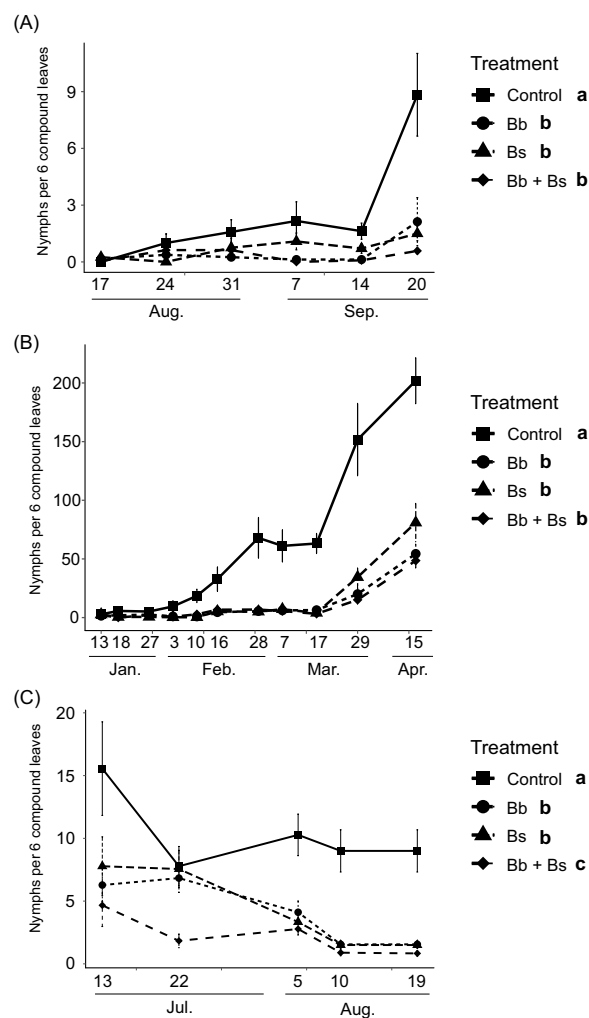 (A)
Nymphs per 6 compound leaves
9
6
3
0
17 24 31 7 14 20
Aug. Sep.
Treatment
Control a
Bb b
Bs b
Bb + Bs b
(B)
Nymphs per 6 compound leaves
200
150
100
50
0
13 18 27 3 10 16 28 7 17 29 15
Jan. Feb. Mar. Apr.
Treatment
Control a
Bb b
Bs b
Bb + Bs b
(C)
Nymphs per 6 compound leaves
20
15
10
5
0
13 22 5 10 19
Jul. Aug.
Treatment
Control a
Bb b
Bs b
Bb + Bs c